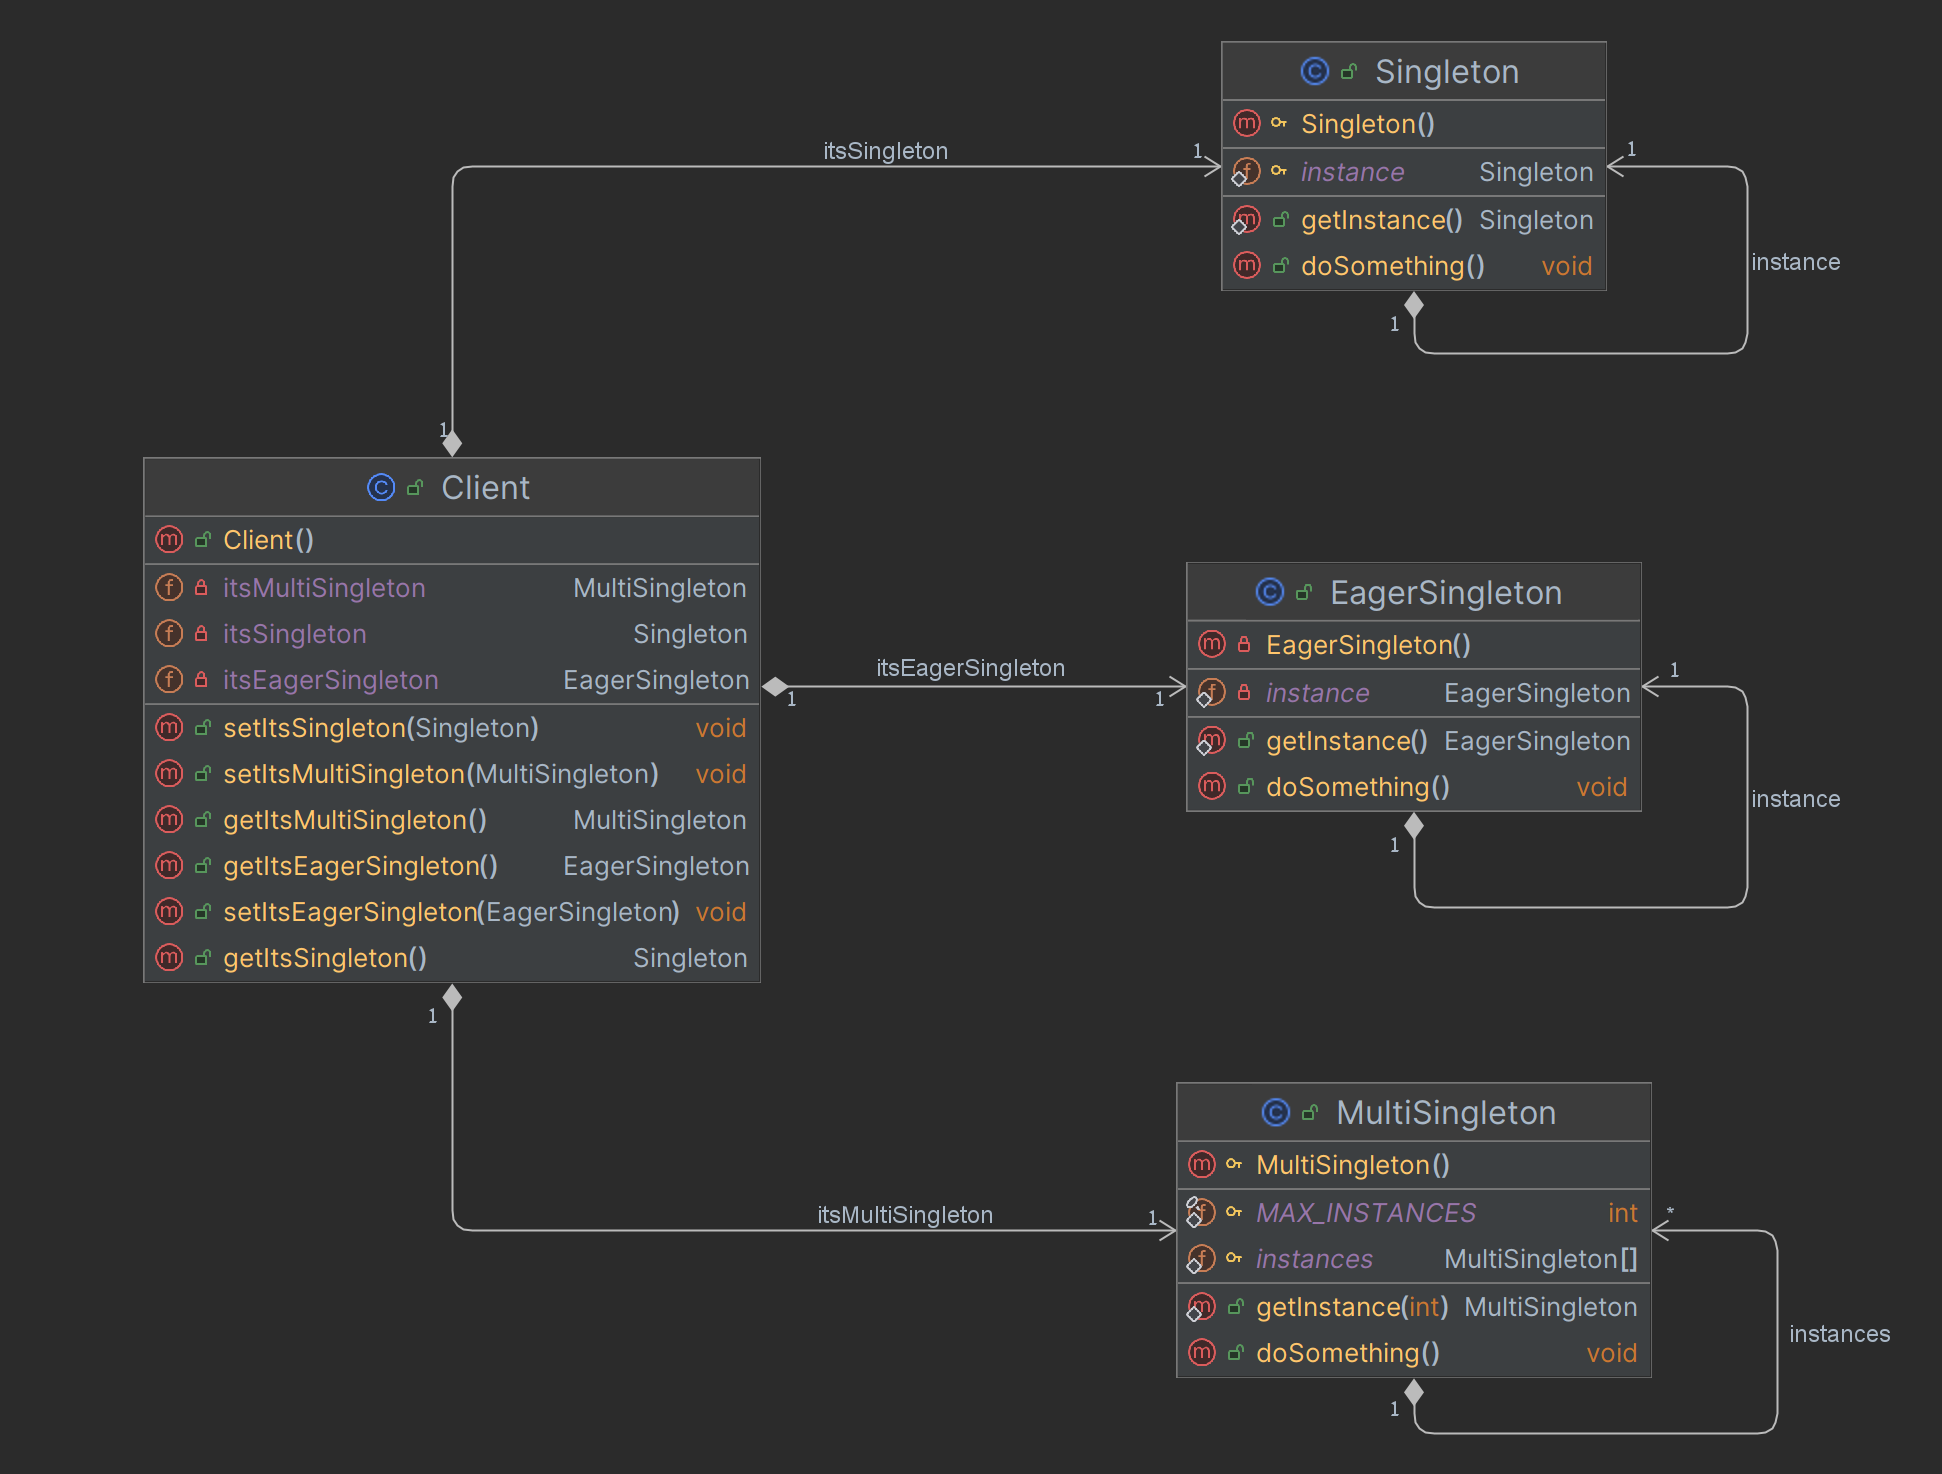 Singleton
Singleton()
instance Singleton
getInstance() Singleton
doSomething() void
1
itsSingleton
1
1
instance
1
Client
Client()
itsMultiSingleton MultiSingleton
itsSingleton Singleton
itsEagerSingleton EagerSingleton
setItsSingleton(Singleton) void
setItsMultiSingleton(MultiSingleton) void
getItsMultiSingleton() MultiSingleton
getItsEagerSingleton() EagerSingleton
setItsEagerSingleton(EagerSingleton) void
getItsSingleton() Singleton
1
itsEagerSingleton
1
EagerSingleton
EagerSingleton()
instance EagerSingleton
getInstance() EagerSingleton
doSomething() void
1
instance
1
1
itsMultiSingleton
1
MultiSingleton
MultiSingleton()
MAX_INSTANCES int
instances MultiSingleton[]
getInstance(int) MultiSingleton
doSomething() void
*
instances
1